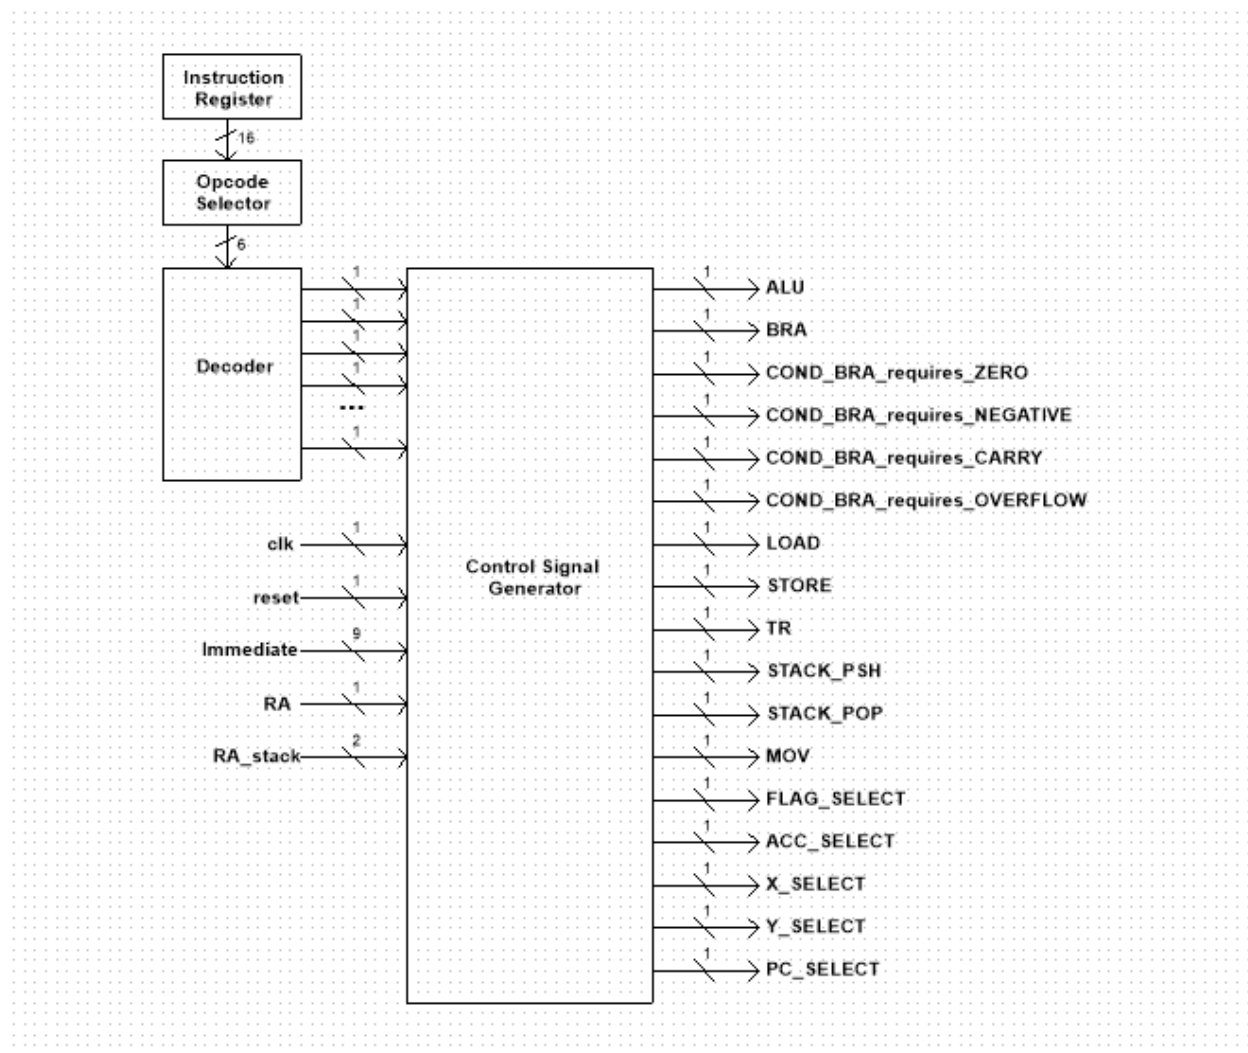 Instruction
Register
16
Opcode
Selector
6
Decoder
1
1
1
1
...
1
clk
1
reset
1
Immediate
9
RA
1
RA_stack
2
Control Signal
Generator
1
ALU
1
BRA
1
COND_BRA_requires_ZERO
1
COND_BRA_requires_NEGATIVE
1
COND_BRA_requires_CARRY
1
COND_BRA_requires_OVERFLOW
1
LOAD
1
STORE
1
TR
1
STACK_PSH
1
STACK_POP
1
MOV
1
FLAG_SELECT
1
ACC_SELECT
1
X_SELECT
1
Y_SELECT
1
PC_SELECT